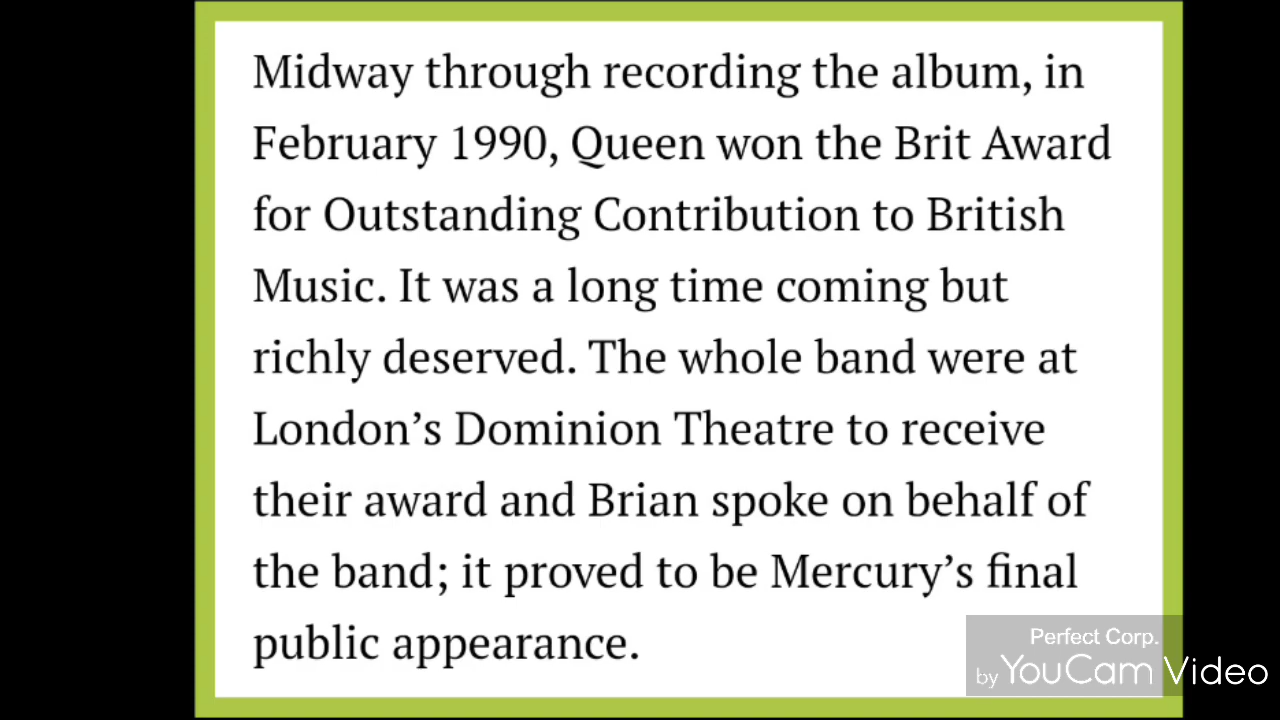 Midway through recording the album, in
February 1990, Queen won the Brit Award
for Outstanding Contribution to British
Music. It was a long time coming but
richly deserved. The whole band were at
London’s Dominion Theatre to receive
their award and Brian spoke on behalf of
the band; it proved to be Mercury’s final
public appearance.
Perfect Corp.
by YouCam Video